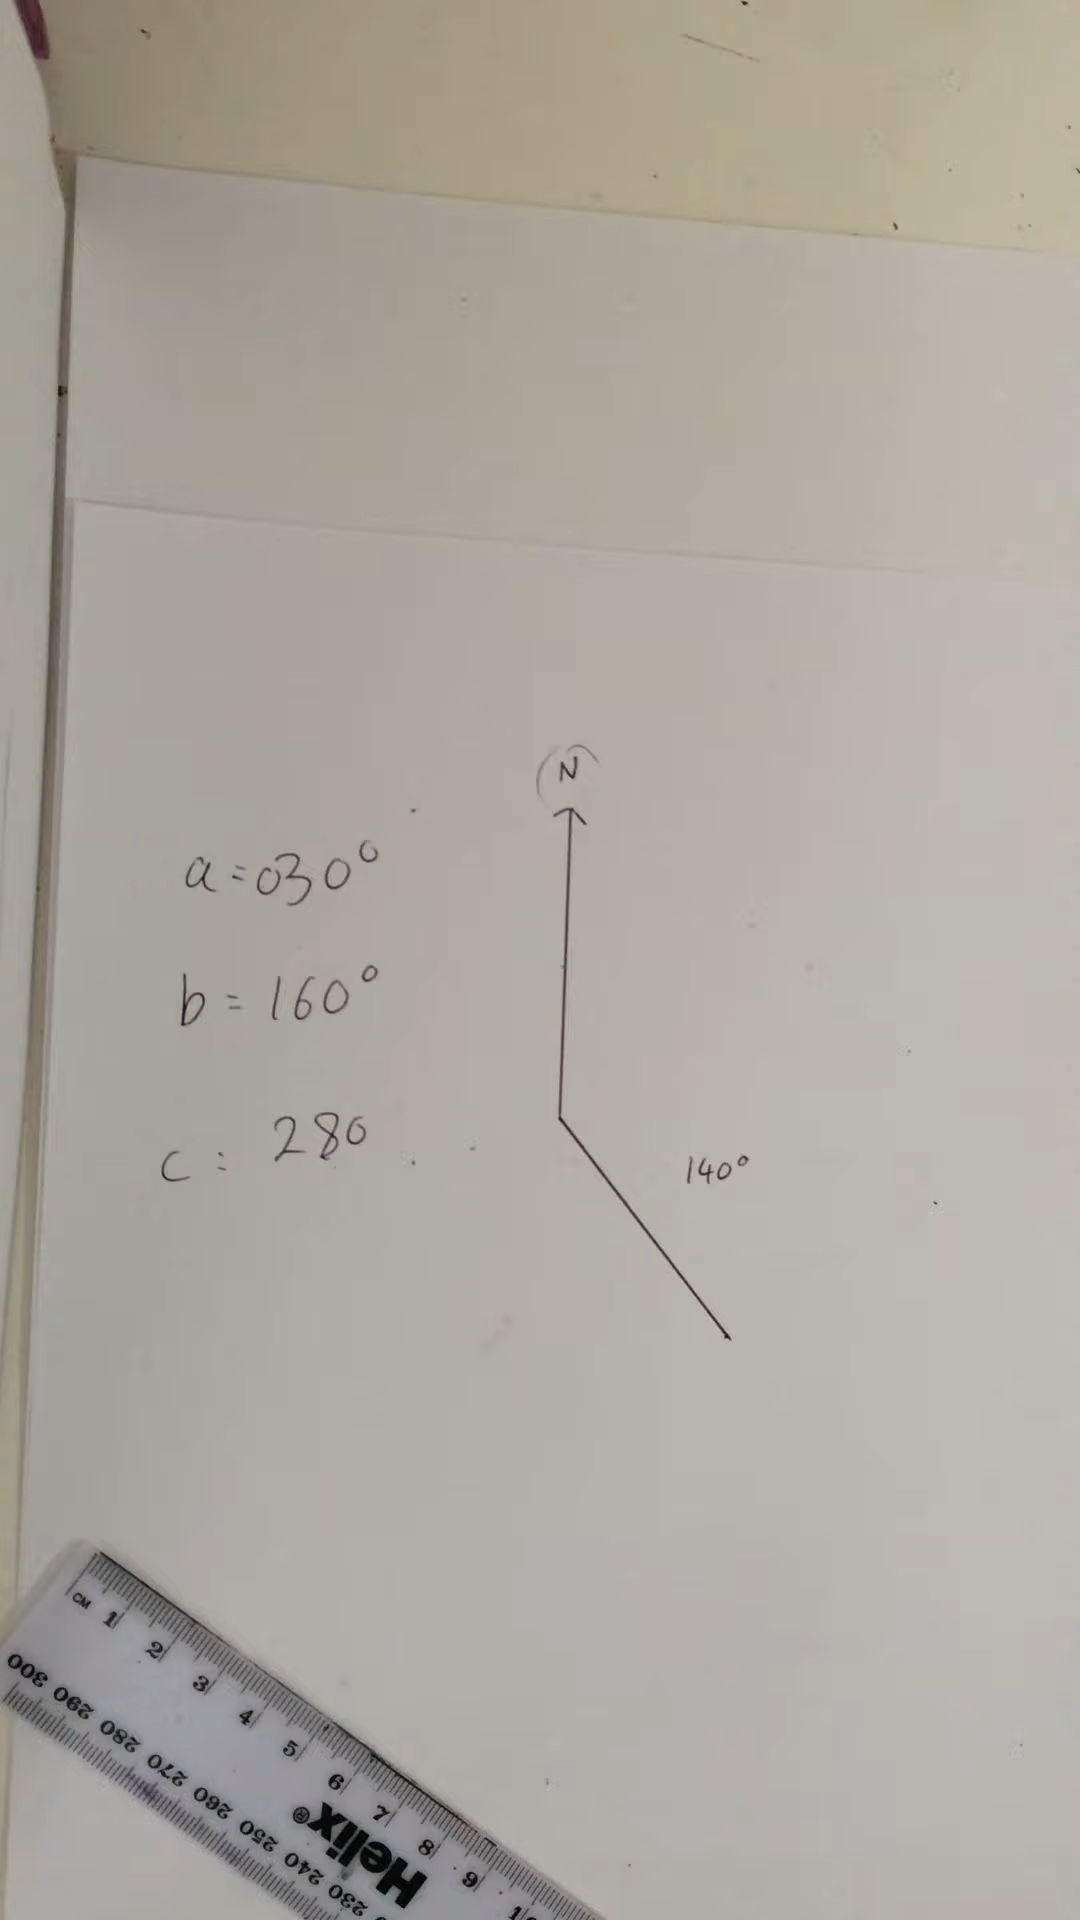 (N)
a = 030°
b = 160°
c = 280
140°
CM 1 2 3 4 5 6 7 8 9
300 290 280 270 260 250 240 230
Helix®